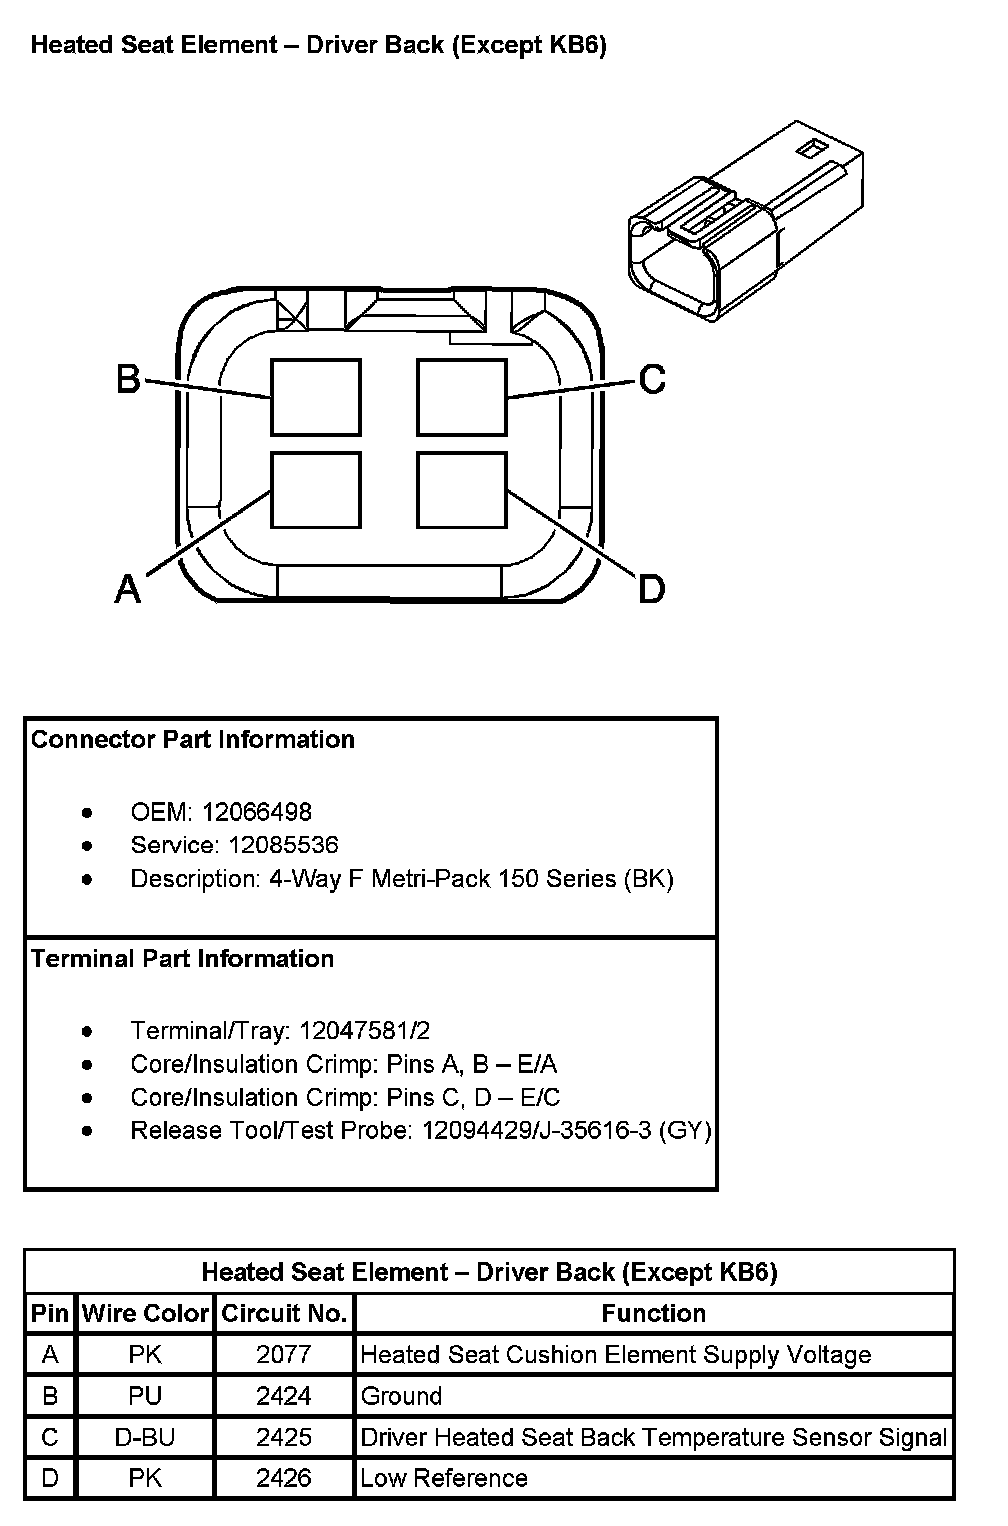 Heated Seat Element – Driver Back (Except KB6)
B
C
A
D
Connector Part Information
● OEM: 12066498
● Service: 12085536
● Description: 4-Way F Metri-Pack 150 Series (BK)
Terminal Part Information
● Terminal/Tray: 12047581/2
● Core/Insulation Crimp: Pins A, B – E/A
● Core/Insulation Crimp: Pins C, D – E/C
● Release Tool/Test Probe: 12094429/J-35616-3 (GY)
Heated Seat Element – Driver Back (Except KB6)
Pin Wire Color Circuit No. Function
A PK 2077 Heated Seat Cushion Element Supply Voltage
B PU 2424 Ground
C D-BU 2425 Driver Heated Seat Back Temperature Sensor Signal
D PK 2426 Low Reference